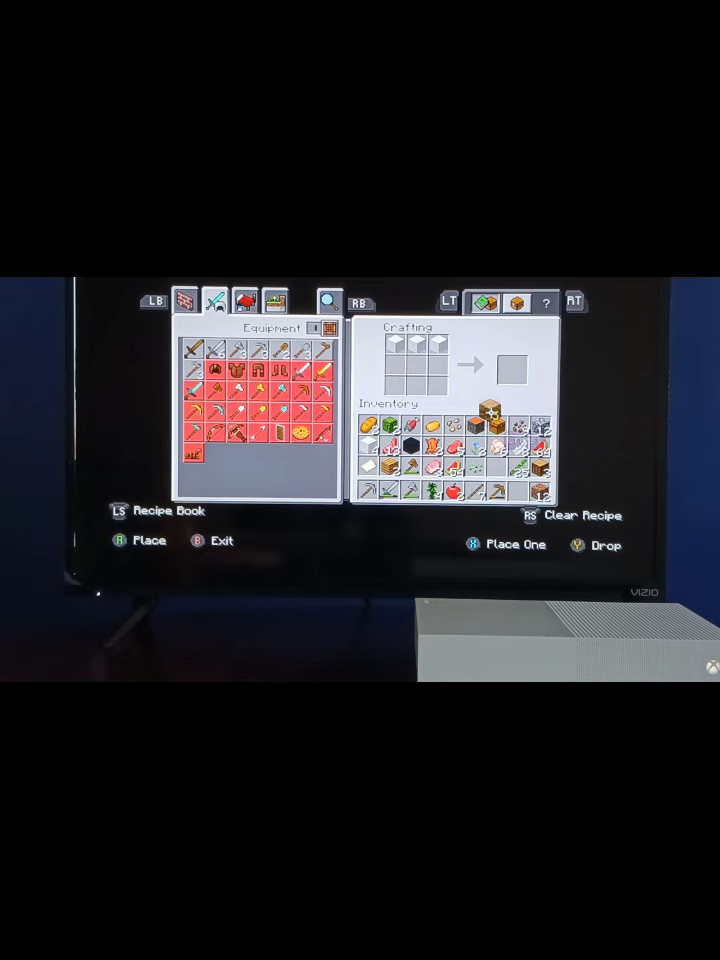 LB
RB
LT
?
RT
Equipment
Crafting
Inventory
LS Recipe Book
RS Clear Recipe
A Place
B Exit
X Place One
Y Drop
VIZIO